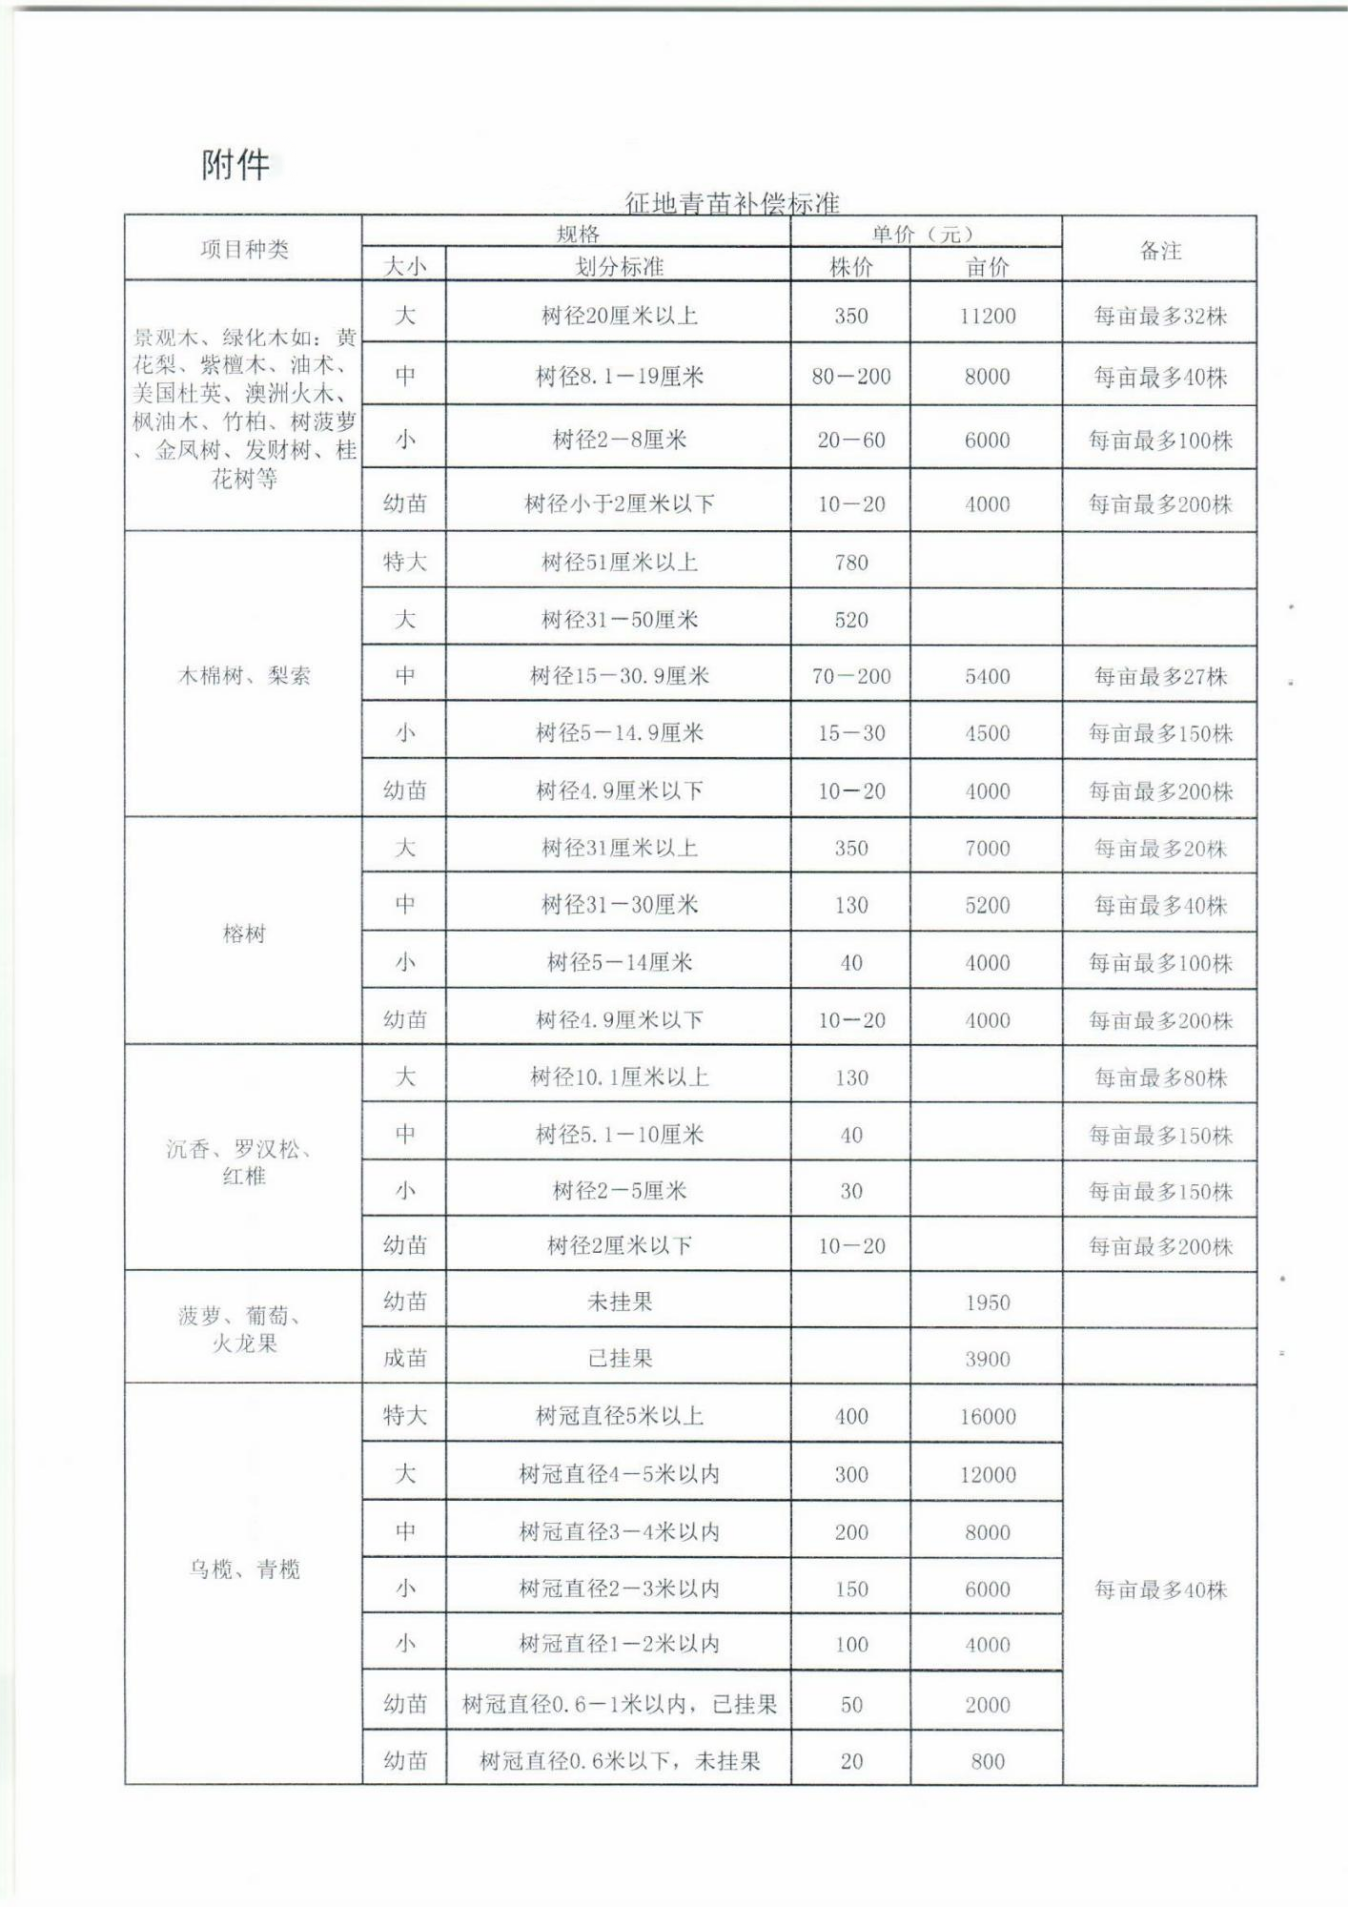 附件
征地青苗补偿标准
项目种类 规格 单价（元） 备注
大小 划分标准 株价 亩价
景观木、绿化木如：黄
花梨、紫檀木、油术、
美国杜英、澳洲火木、
枫油木、竹柏、树菠萝
、金凤树、发财树、桂
花树等
大 树径20厘米以上 350 11200 每亩最多32株
中 树径8.1－19厘米 80－200 8000 每亩最多40株
小 树径2－8厘米 20－60 6000 每亩最多100株
幼苗 树径小于2厘米以下 10－20 4000 每亩最多200株
木棉树、梨索
特大 树径51厘米以上 780
大 树径31－50厘米 520
中 树径15－30.9厘米 70－200 5400 每亩最多27株
小 树径5－14.9厘米 15－30 4500 每亩最多150株
幼苗 树径4.9厘米以下 10－20 4000 每亩最多200株
榕树
大 树径31厘米以上 350 7000 每亩最多20株
中 树径31－30厘米 130 5200 每亩最多40株
小 树径5－14厘米 40 4000 每亩最多100株
幼苗 树径4.9厘米以下 10－20 4000 每亩最多200株
沉香、罗汉松、
红椎
大 树径10.1厘米以上 130 每亩最多80株
中 树径5.1－10厘米 40 每亩最多150株
小 树径2－5厘米 30 每亩最多150株
幼苗 树径2厘米以下 10－20 每亩最多200株
菠萝、葡萄、
火龙果
幼苗 未挂果 1950
成苗 已挂果 3900
乌榄、青榄
特大 树冠直径5米以上 400 16000
大 树冠直径4－5米以内 300 12000
中 树冠直径3－4米以内 200 8000
小 树冠直径2－3米以内 150 6000 每亩最多40株
小 树冠直径1－2米以内 100 4000
幼苗 树冠直径0.6－1米以内，已挂果 50 2000
幼苗 树冠直径0.6米以下，未挂果 20 800